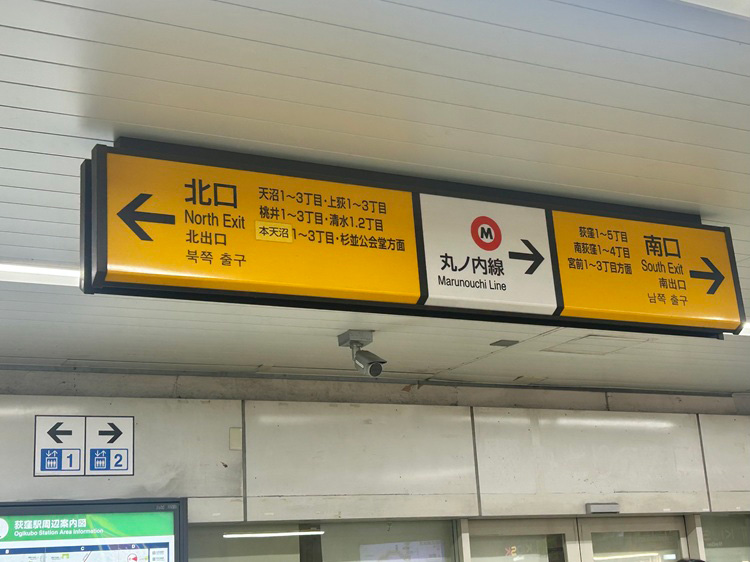 北口
North Exit
北出口
북쪽 출구
天沼1～3丁目・上荻1～3丁目
桃井1～3丁目・清水1.2丁目
本天沼1～3丁目・杉並公会堂方面
M
丸ノ内線
Marunouchi Line
荻窪1～5丁目
南荻窪1～4丁目
宮前1～3丁目方面
南口
South Exit
南出口
남쪽 출구
1
2
荻窪駅周辺案内図
Ogikubo Station Area Information